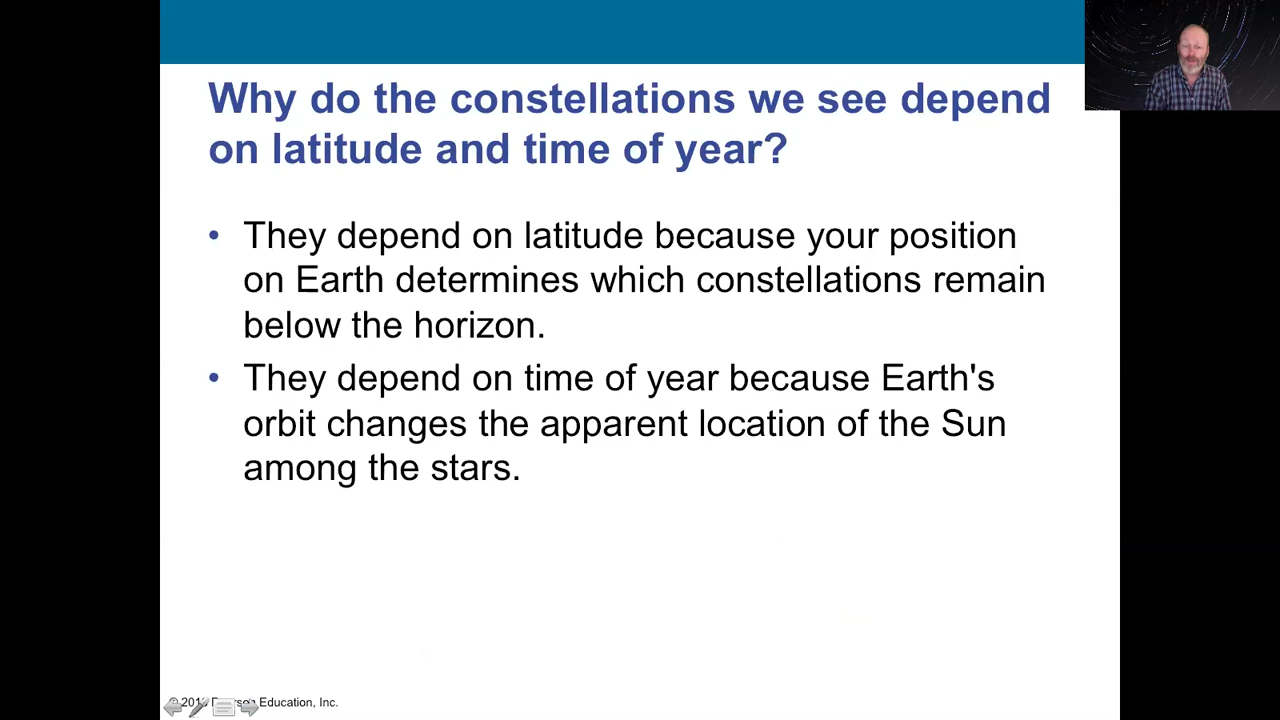 Why do the constellations we see depend
on latitude and time of year?
• They depend on latitude because your position
on Earth determines which constellations remain
below the horizon.
• They depend on time of year because Earth's
orbit changes the apparent location of the Sun
among the stars.
© Education, Inc.